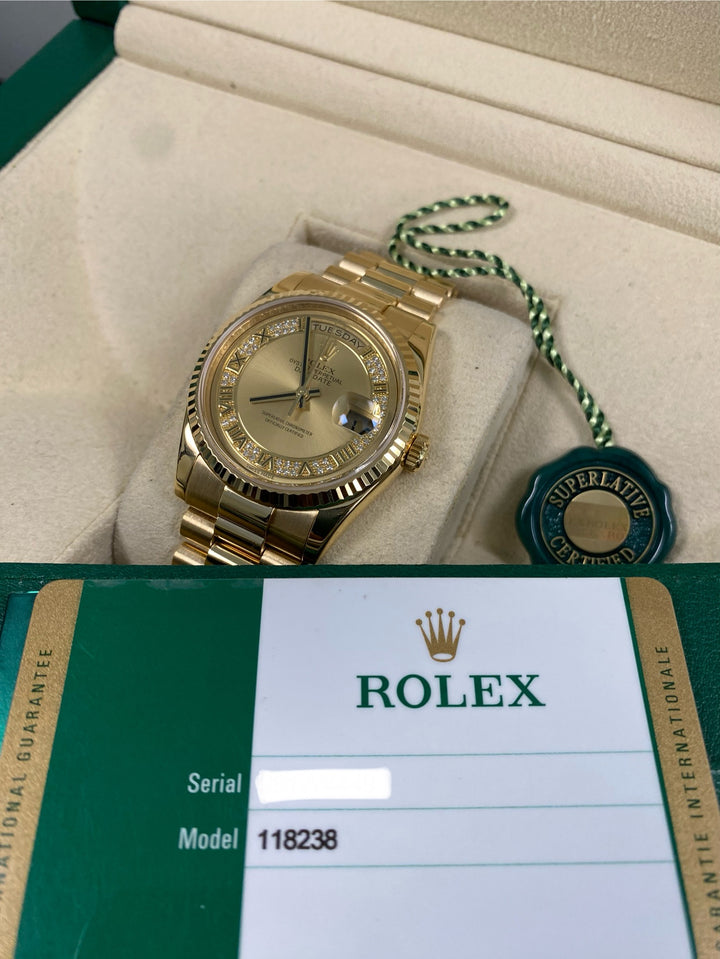 TUESDAY
ROLEX
OYSTER PERPETUAL
DAY-DATE
SUPERLATIVE CHRONOMETER
OFFICIALLY CERTIFIED
SUPERLATIVE
CERTIFIED
ROLEX
Serial
Model 118238
NATIONAL GUARANTEE
GARANTIE INTERNATIONALE